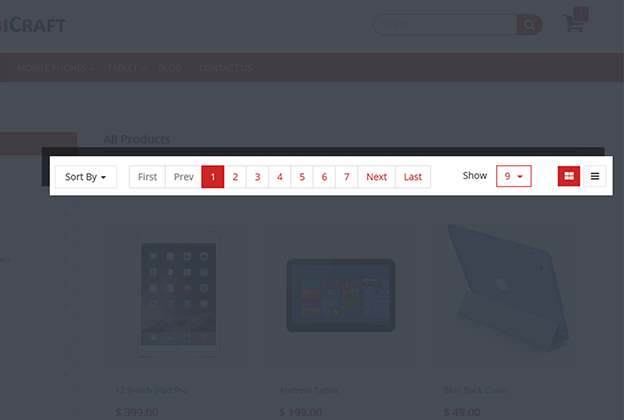 iCRAFT
Search
MOBILE PHONES TABLET BLOG CONTACT US
All Products
Sort By First Prev 1 2 3 4 5 6 7 Next Last Show 9
12.9-inch iPad Pro Android Tablet Blue Back Cover
$ 399.00 $ 199.00 $ 49.00